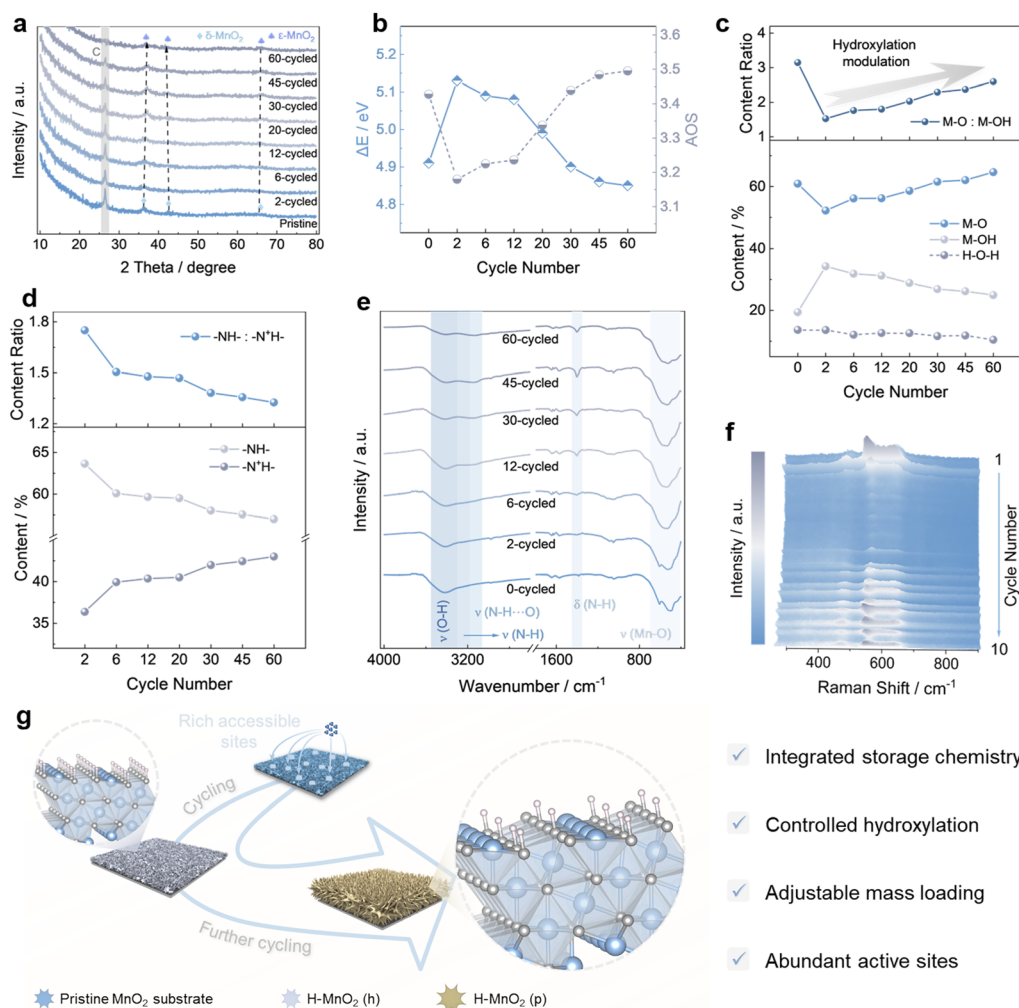 a
Intensity / a.u.
δ-MnO₂
ε-MnO₂
C
60-cycled
45-cycled
30-cycled
20-cycled
12-cycled
6-cycled
2-cycled
Pristine
10 20 30 40 50 60 70 80
2 Theta / degree
b
ΔE / eV
5.2
5.1
5.0
4.9
4.8
AOS
3.6
3.5
3.4
3.3
3.2
3.1
0 2 6 12 20 30 45 60
Cycle Number
c
Content Ratio
4
3
2
1
Hydroxylation
modulation
M-O : M-OH
Content / %
60
40
20
M-O
M-OH
H-O-H
0 2 6 12 20 30 45 60
Cycle Number
d
Content Ratio
1.8
1.5
1.2
-NH- : -N⁺H-
Content / %
65
60
40
35
-NH-
-N⁺H-
2 6 12 20 30 45 60
Cycle Number
e
Intensity / a.u.
60-cycled
45-cycled
30-cycled
12-cycled
6-cycled
2-cycled
0-cycled
ν (O-H)
ν (N-H···O)
ν (N-H)
δ (N-H)
ν (Mn-O)
4000 3200 1600 800
Wavenumber / cm⁻¹
f
Intensity / a.u.
1
Cycle Number
10
400 600 800
Raman Shift / cm⁻¹
g
Rich accessible
sites
Cycling
Further cycling
Pristine MnO₂ substrate
H-MnO₂ (h)
H-MnO₂ (p)
Integrated storage chemistry
Controlled hydroxylation
Adjustable mass loading
Abundant active sites